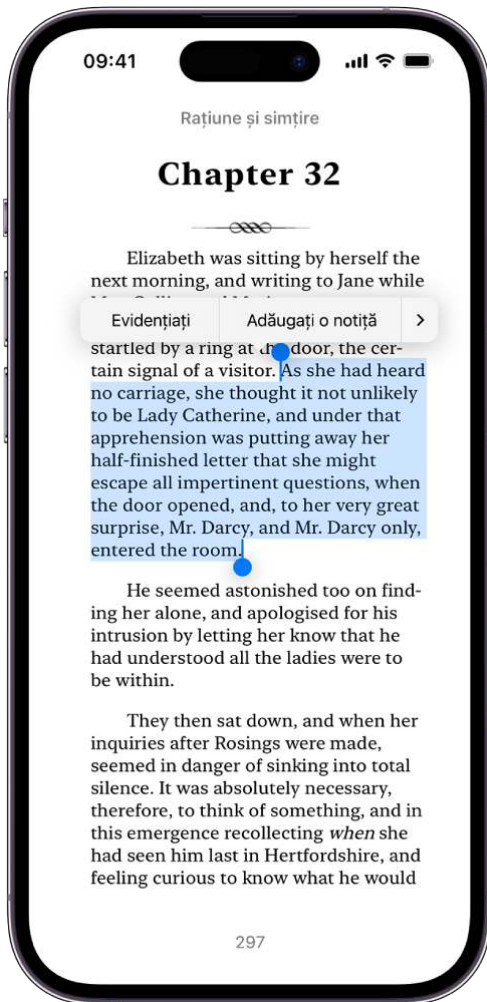 09:41
Rațiune și simțire
Chapter 32
Elizabeth was sitting by herself the
next morning, and writing to Jane while
Evidențiați
Adăugați o notiță
startled by a ring at door, the cer-
tain signal of a visitor. As she had heard
no carriage, she thought it not unlikely
to be Lady Catherine, and under that
apprehension was putting away her
half-finished letter that she might
escape all impertinent questions, when
the door opened, and, to her very great
surprise, Mr. Darcy, and Mr. Darcy only,
entered the room.
He seemed astonished too on find-
ing her alone, and apologised for his
intrusion by letting her know that he
had understood all the ladies were to
be within.
They then sat down, and when her
inquiries after Rosings were made,
seemed in danger of sinking into total
silence. It was absolutely necessary,
therefore, to think of something, and in
this emergence recollecting when she
had seen him last in Hertfordshire, and
feeling curious to know what he would
297